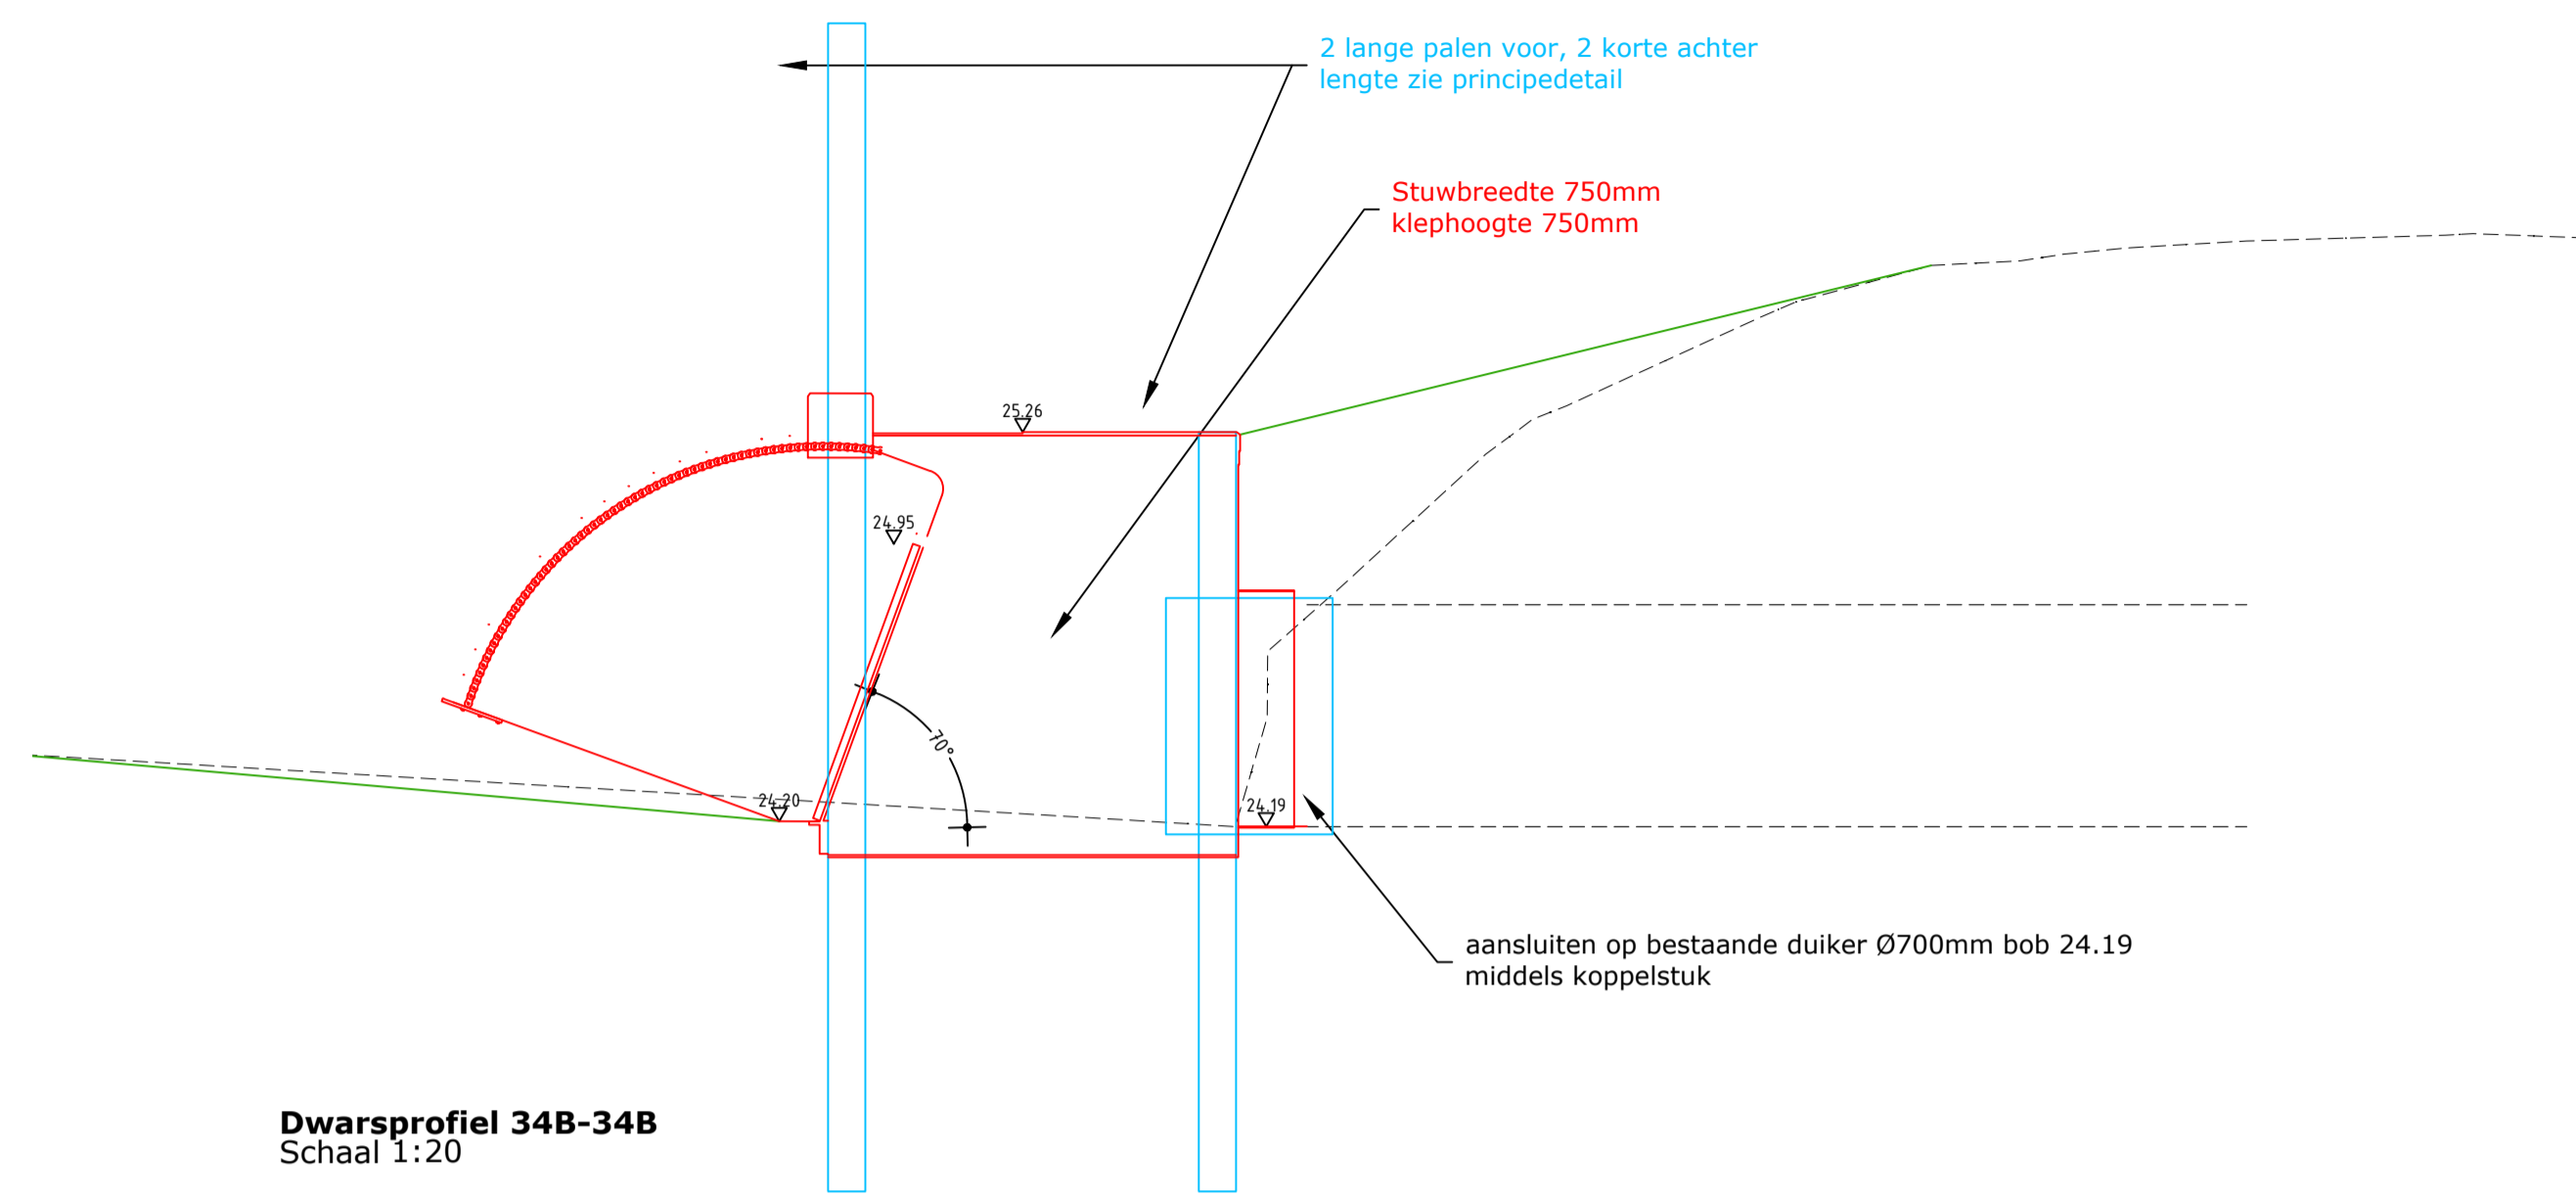 2 lange palen voor, 2 korte achter
lengte zie principedetail
Stuwbreedte 750mm
klephoogte 750mm
25.26
24.95
70°
24.20
24.19
aansluiten op bestaande duiker Ø700mm bob 24.19
middels koppelstuk
Dwarsprofiel 34B-34B
Schaal 1:20